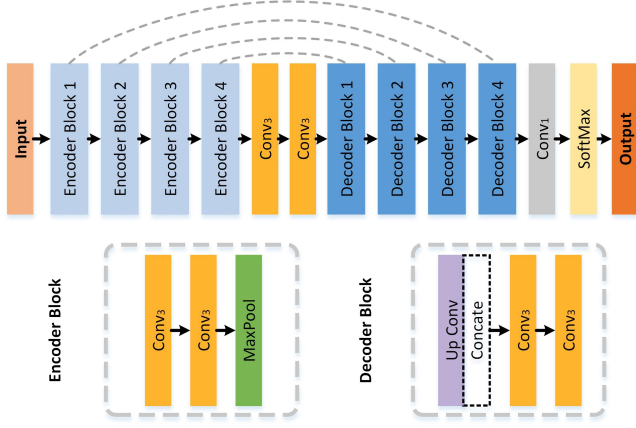 Input
Encoder Block 1
Encoder Block 2
Encoder Block 3
Encoder Block 4
Conv₃
Conv₃
Decoder Block 1
Decoder Block 2
Decoder Block 3
Decoder Block 4
Conv₁
SoftMax
Output
Encoder Block
Conv₃
Conv₃
MaxPool
Decoder Block
Up Conv
Concate
Conv₃
Conv₃